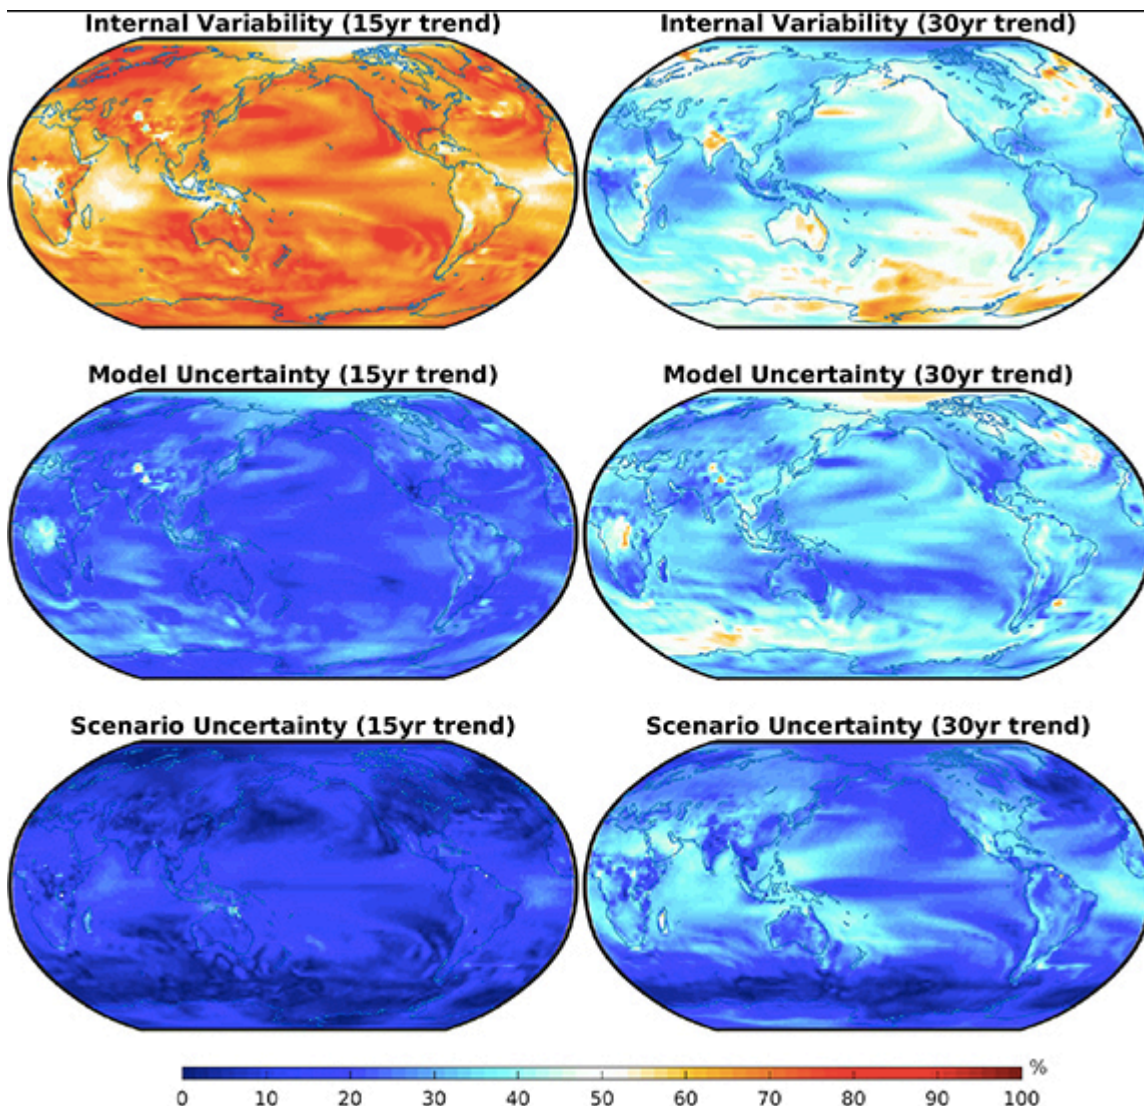 Internal Variability (15yr trend)
Internal Variability (30yr trend)
Model Uncertainty (15yr trend)
Model Uncertainty (30yr trend)
Scenario Uncertainty (15yr trend)
Scenario Uncertainty (30yr trend)
%
0 10 20 30 40 50 60 70 80 90 100